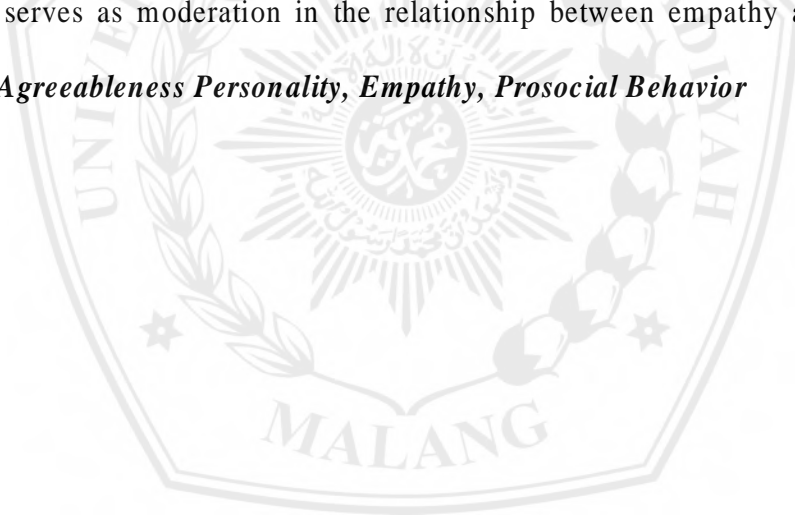 serves as moderation in the relationship between empathy
Agreeableness Personality, Empathy, Prosocial Behavior
MALANG